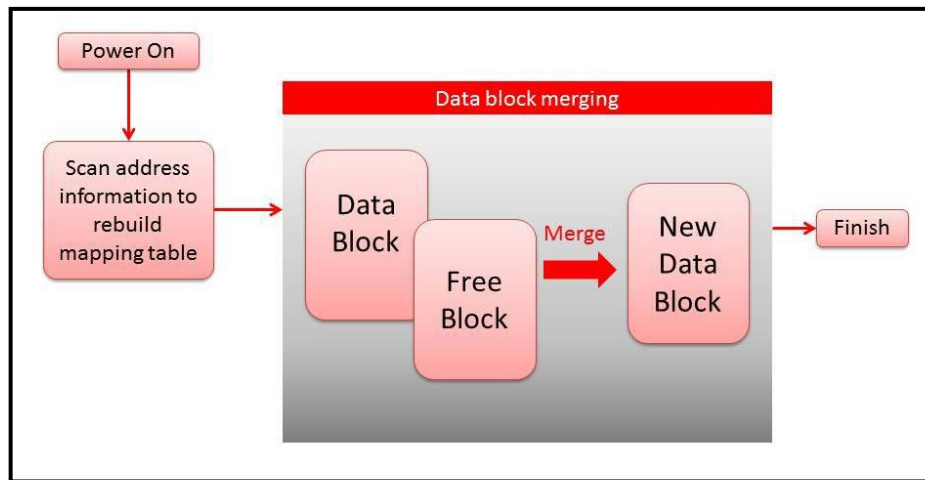 Power On
Scan address
information to
rebuild
mapping table
Data block merging
Data
Block
Free
Block
Merge
New
Data
Block
Finish